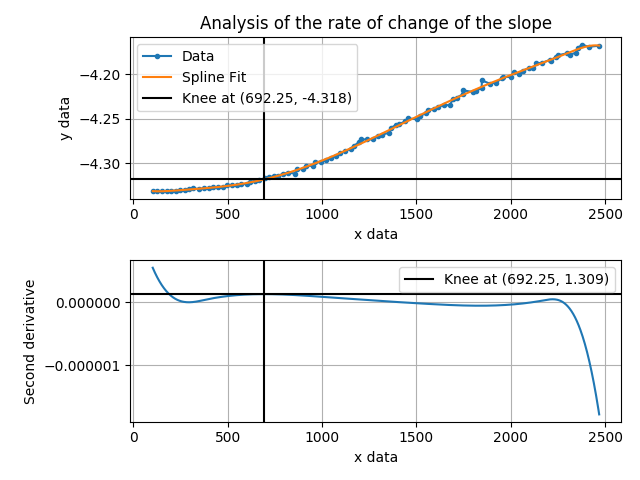 Analysis of the rate of change of the slope
Data
Spline Fit
Knee at (692.25, -4.318)
y data
−4.20
−4.25
−4.30
0 500 1000 1500 2000 2500
x data
Knee at (692.25, 1.309)
Second derivative
0.000000
−0.000001
0 500 1000 1500 2000 2500
x data